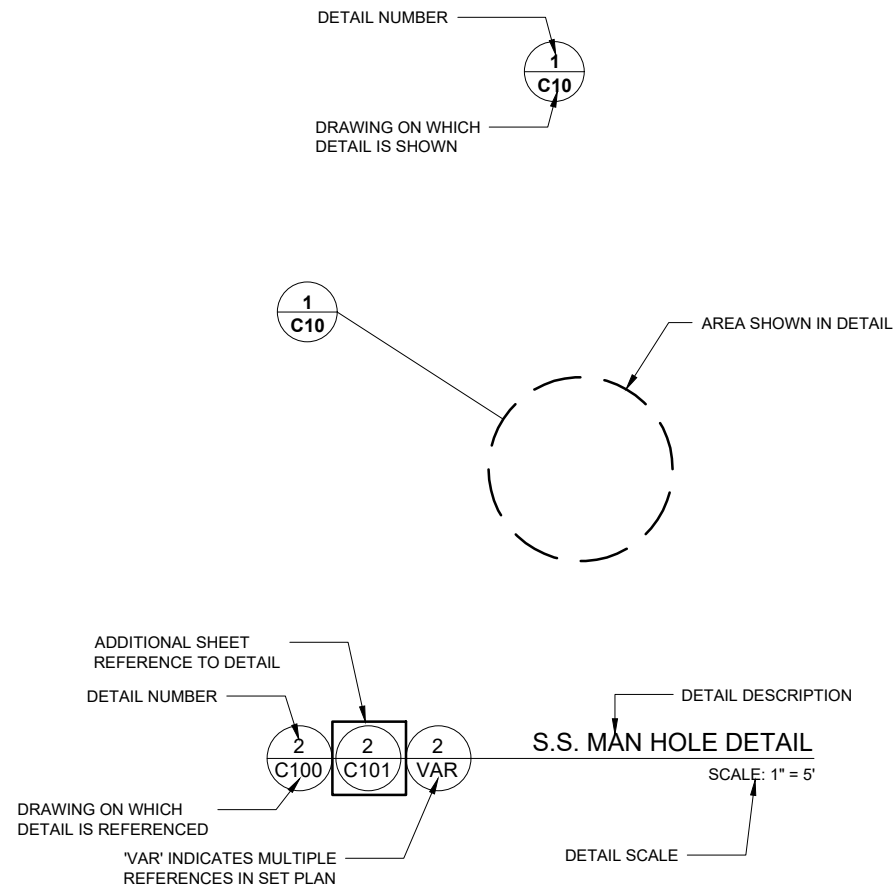 DETAIL NUMBER
1
C10
DRAWING ON WHICH
DETAIL IS SHOWN
1
C10
AREA SHOWN IN DETAIL
ADDITIONAL SHEET
REFERENCE TO DETAIL
DETAIL NUMBER
DETAIL DESCRIPTION
2
C100
2
C101
2
VAR
S.S. MAN HOLE DETAIL
SCALE: 1" = 5'
DRAWING ON WHICH
DETAIL IS REFERENCED
'VAR' INDICATES MULTIPLE
REFERENCES IN SET PLAN
DETAIL SCALE